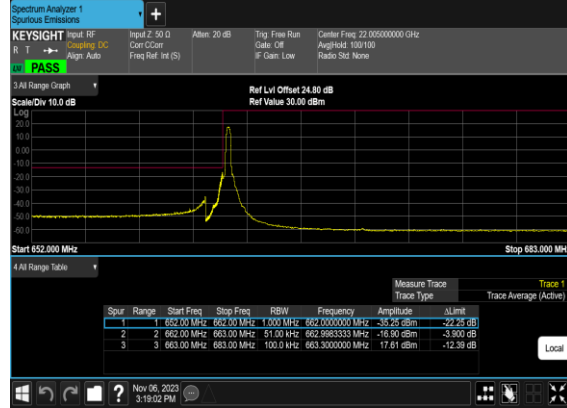 Spectrum Analyzer 1
Spurious Emissions
+
KEYSIGHT Input: RF Input Z: 50 Ω Atten: 20 dB Trig: Free Run Center Freq: 22.005000000 GHz
R T Coupling: DC Corr CCorr Gate: Off Avg|Hold: 100/100
Align: Auto Freq Ref: Int (S) IF Gain: Low Radio Std: None
PASS
3 All Range Graph
Ref Lvl Offset 24.80 dB
Scale/Div 10.0 dB Ref Value 30.00 dBm
Log
20.0
10.0
0.00
-10.0
-20.0
-30.0
-40.0
-50.0
-60.0
Start 652.000 MHz Stop 683.000 MH
4 All Range Table
Measure Trace Trace 1
Trace Type Trace Average (Active)
Spur Range Start Freq Stop Freq RBW Frequency Amplitude ΔLimit
1 1 652.00 MHz 662.00 MHz 1.000 MHz 662.0000000 MHz -35.25 dBm -22.25 dB
2 2 662.00 MHz 663.00 MHz 51.00 kHz 662.9983333 MHz -16.90 dBm -3.900 dB
3 3 663.00 MHz 683.00 MHz 100.0 kHz 663.3000000 MHz 17.61 dBm -12.39 dB
Local
? Nov 06, 2023
3:19:02 PM